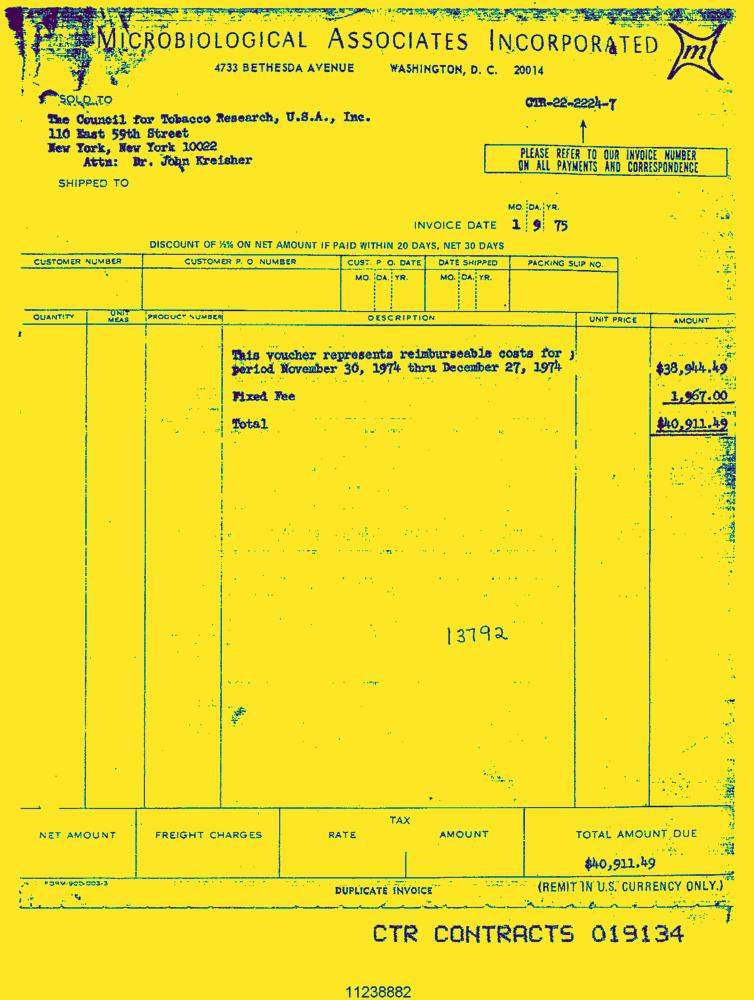 MICROBIOLOGICAL ASSOCIATES INCORPORATED
m
4733 BETHESDA AVENUE WASHINGTON, D. C. 20014
SOLD TO
CTR-22-2224-7
The Council for Tobacco Research, U.S.A., Inc.
110 East 59th Street
New York, New York 10022
Attn: Dr. John Kreisher
PLEASE REFER TO OUR INVOICE NUMBER
ON ALL PAYMENTS AND CORRESPONDENCE
SHIPPED TO
MO. DA. YR.
INVOICE DATE 1 9 75
DISCOUNT OF ½% ON NET AMOUNT IF PAID WITHIN 20 DAYS, NET 30 DAYS
CUSTOMER NUMBER CUSTOMER P. O NUMBER CUST. P O. DATE DATE SHIPPED PACKING SLIP NO.
MO. DA. YR. MO. DA. YR.
QUANTITY UNIT MEAS PRODUCT NUMBER DESCRIPTION UNIT PRICE AMOUNT
This voucher represents reimburseable costs for
period November 30, 1974 thru December 27, 1974 $38,944.49
Fixed Fee 1,967.00
Total $40,911.49
13792
TAX
NET AMOUNT FREIGHT CHARGES RATE AMOUNT TOTAL AMOUNT DUE
$40,911.49
FORM-900-003-3
DUPLICATE INVOICE
(REMIT IN U.S. CURRENCY ONLY.)
CTR CONTRACTS 019134
11238882